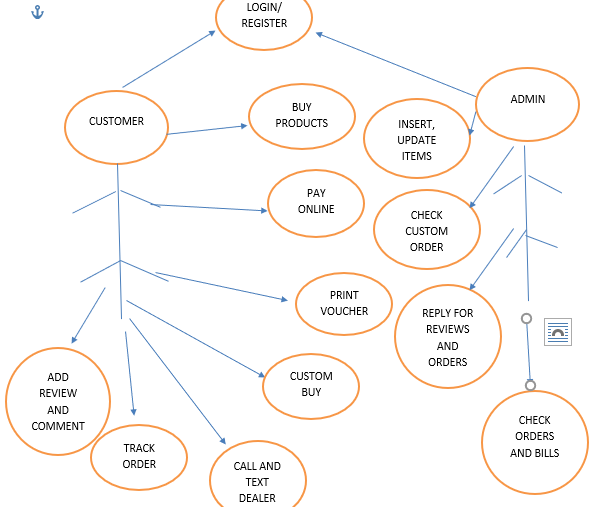 LOGIN/
REGISTER
CUSTOMER
BUY
PRODUCTS
ADMIN
INSERT,
UPDATE
ITEMS
PAY
ONLINE
CHECK
CUSTOM
ORDER
PRINT
VOUCHER
REPLY FOR
REVIEWS
AND
ORDERS
CUSTOM
BUY
ADD
REVIEW
AND
COMMENT
TRACK
ORDER
CALL AND
TEXT
DEALER
CHECK
ORDERS
AND BILLS